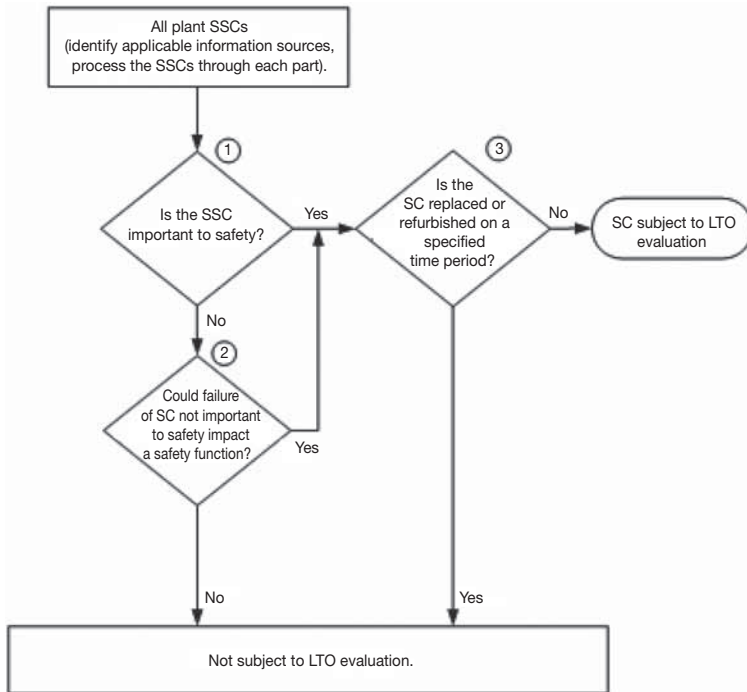 All plant SSCs
(identify applicable information sources,
process the SSCs through each part).
1
Is the SSC
important to safety?
Yes
No
2
Could failure
of SC not important
to safety impact
a safety function?
Yes
No
3
Is the
SC replaced or
refurbished on a
specified
time period?
No
SC subject to LTO
evaluation
Yes
Not subject to LTO evaluation.